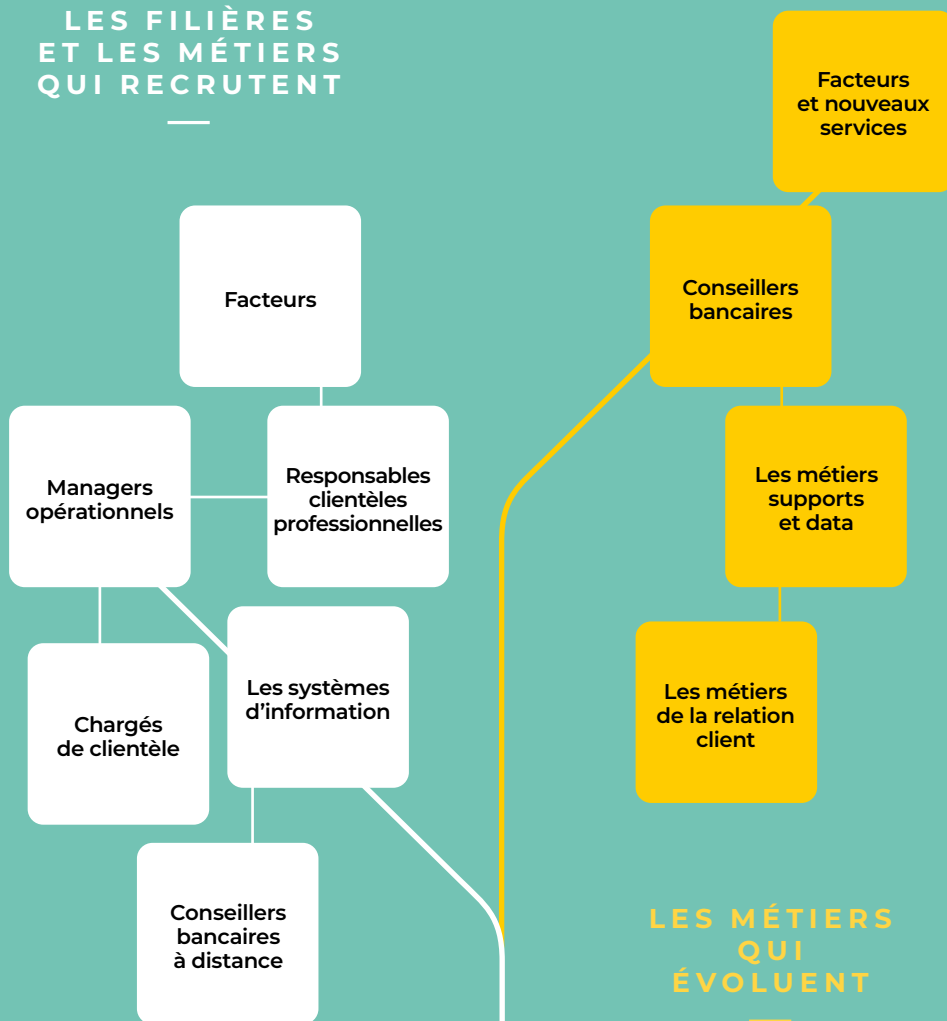 LES FILIÈRES
ET LES MÉTIERS
QUI RECRUTENT
Facteurs
Managers
opérationnels
Responsables
clientèles
professionnelles
Chargés
de clientèle
Les systèmes
d’information
Conseillers
bancaires
à distance
Facteurs
et nouveaux
services
Conseillers
bancaires
Les métiers
supports
et data
Les métiers
de la relation
client
LES MÉTIERS
QUI
ÉVOLUENT